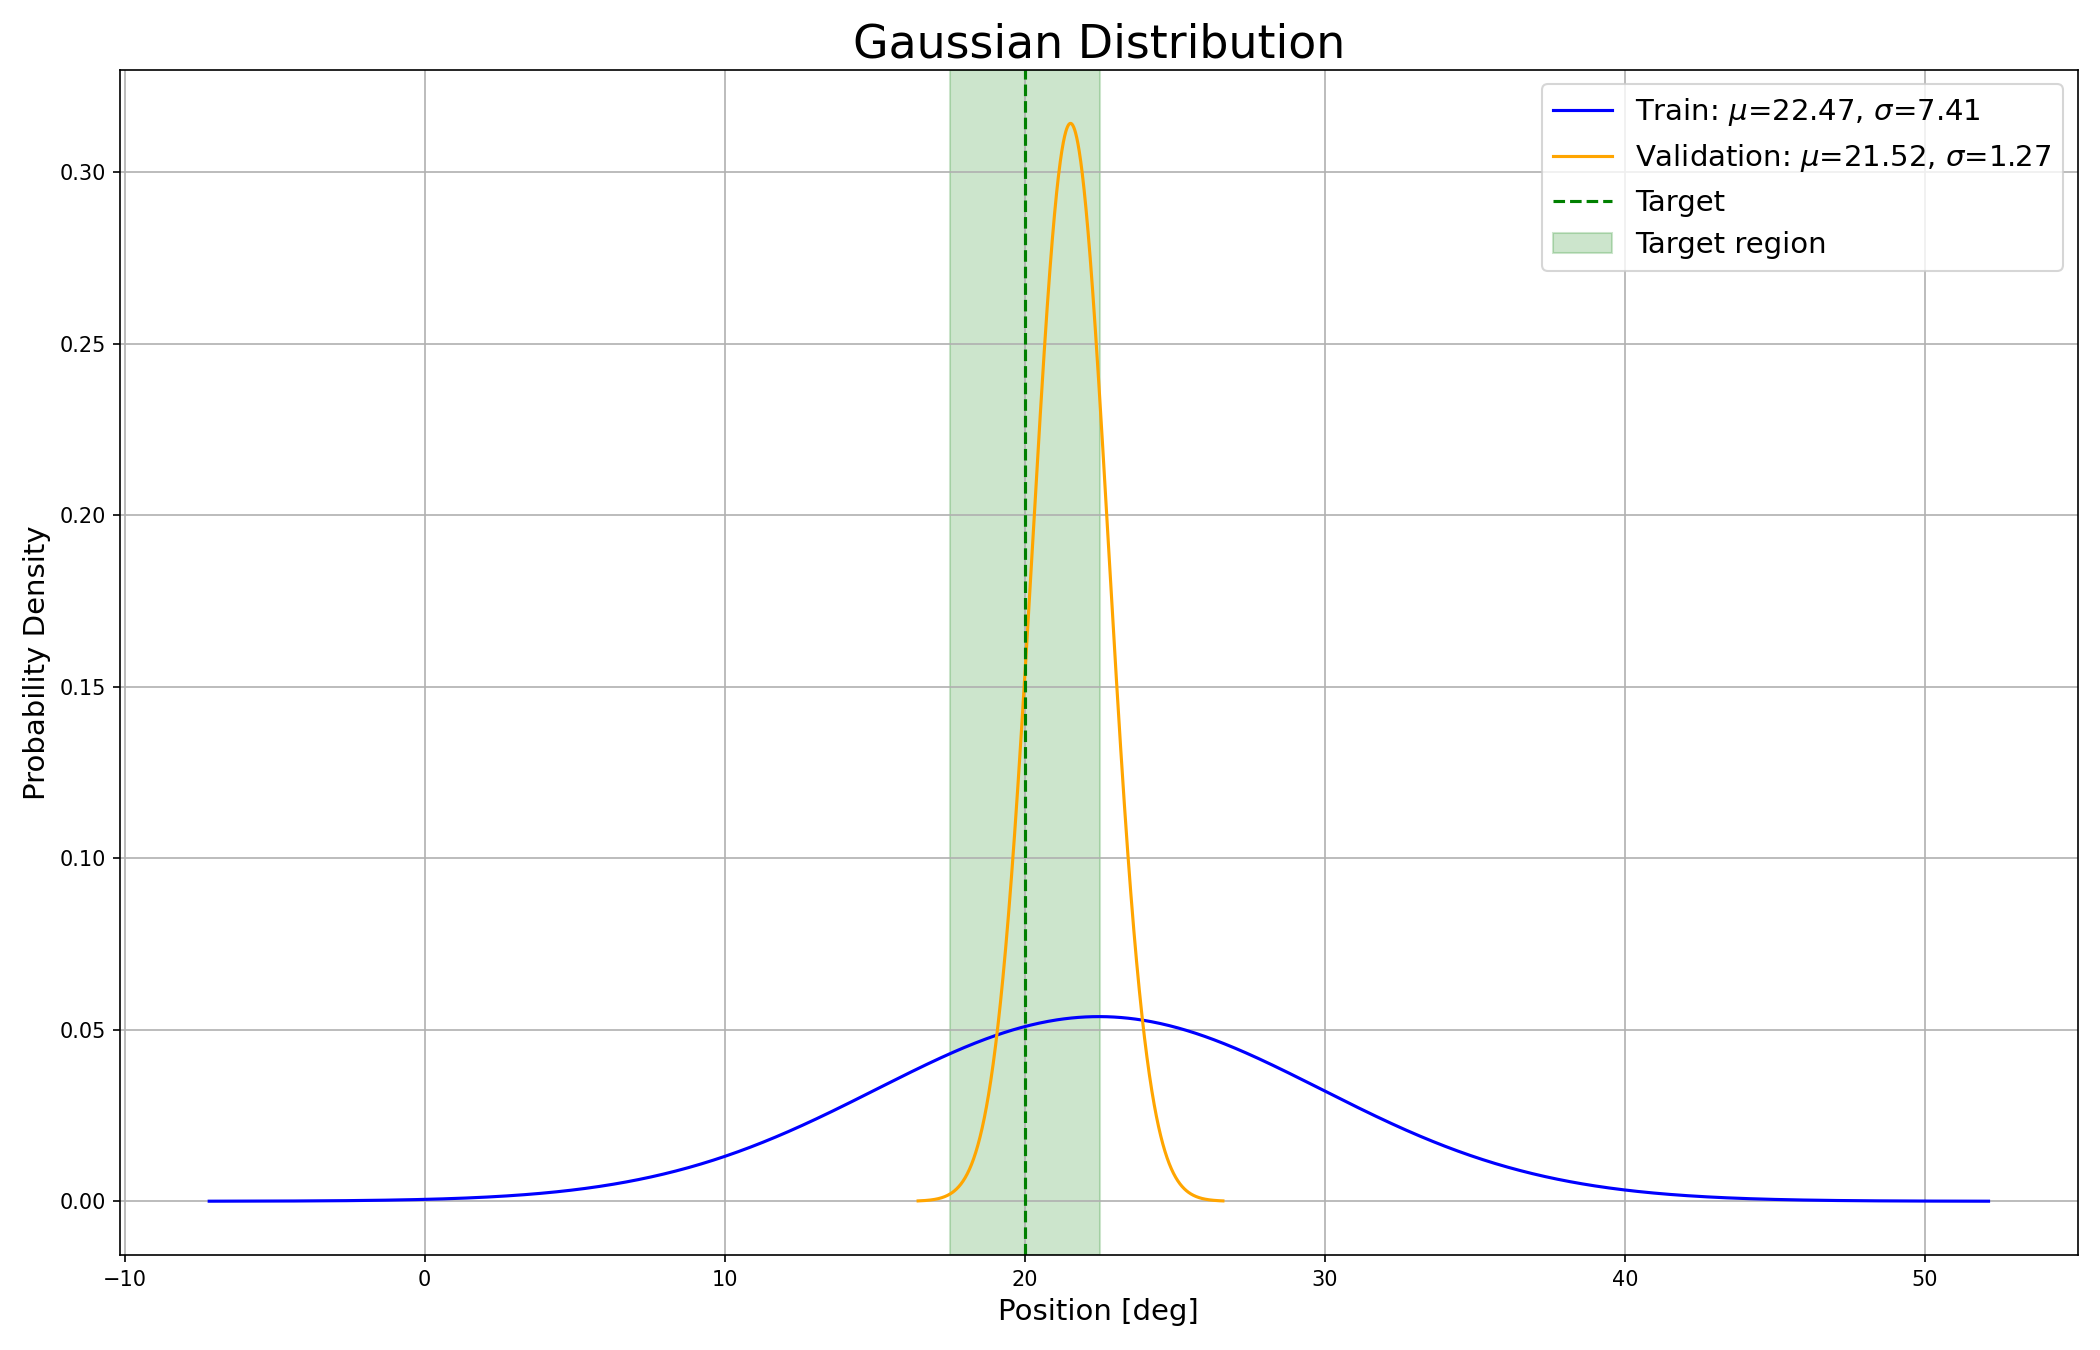 Gaussian Distribution
Train: μ=22.47, σ=7.41
Validation: μ=21.52, σ=1.27
Target
Target region
Probability Density
0.30
0.25
0.20
0.15
0.10
0.05
0.00
−10 0 10 20 30 40 50
Position [deg]